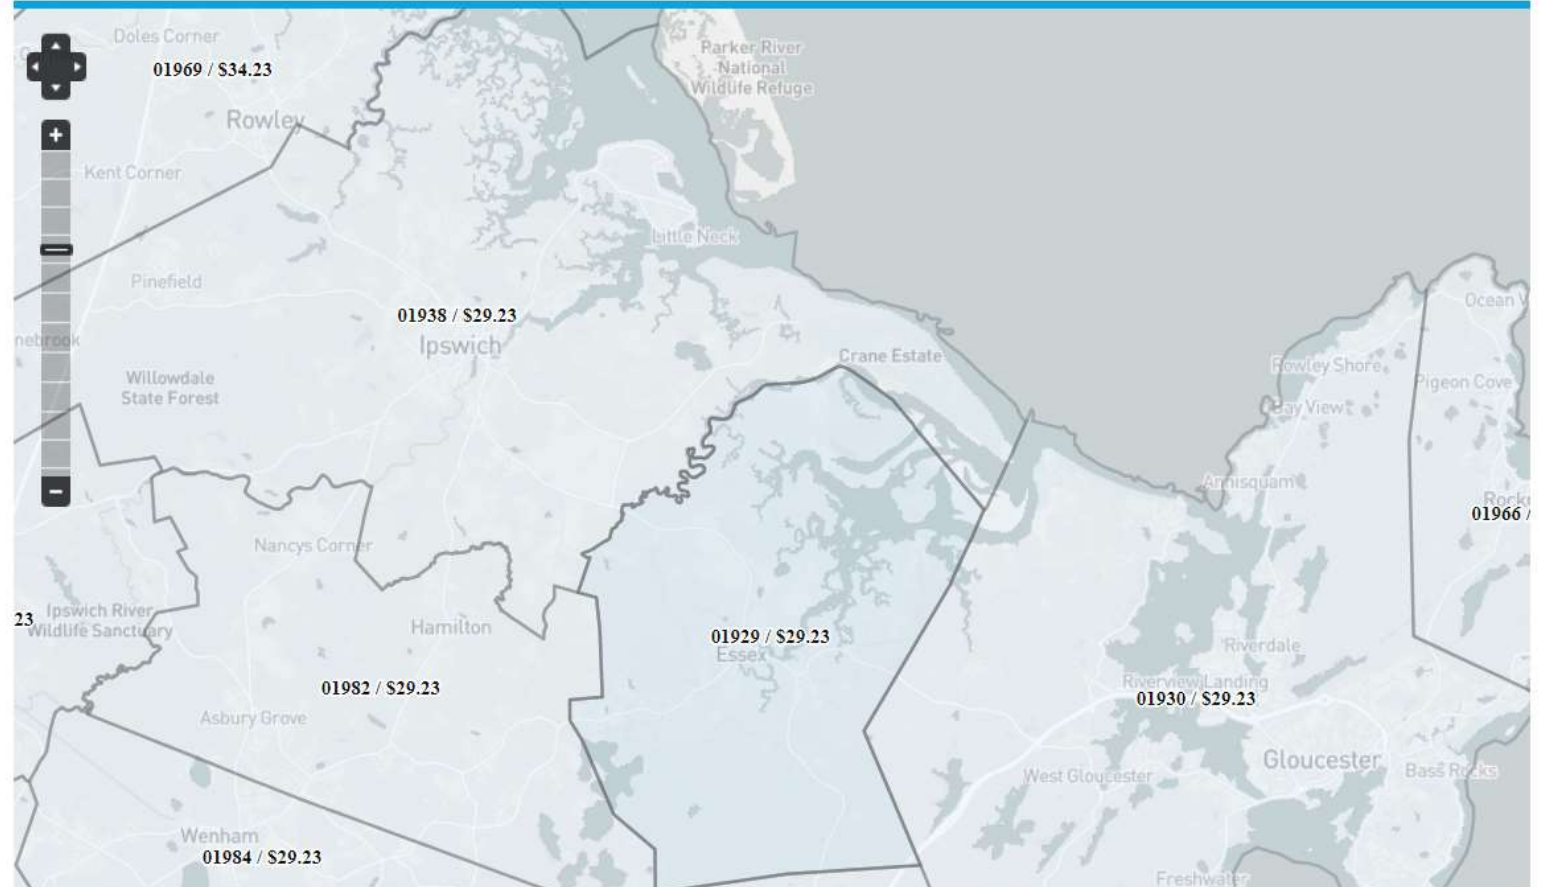 Doles Corner
01969 / $34.23
Rowley
Kent Corner
Parker River
National
Wildlife Refuge
Little Neck
Pinefield
01938 / $29.23
Ipswich
nebrook
Willowdale
State Forest
Crane Estate
Ocean V
Rowley Shore
Pigeon Cove
Bay View
Annisquam
Rock
01966 /
Nancys Corner
Ipswich River
23
Wildlife Sanctuary
Hamilton
01929 / $29.23
Essex
Riverdale
01982 / $29.23
Riverview Landing
01930 / $29.23
Asbury Grove
Gloucester
West Gloucester
Bass Rocks
Wenham
01984 / $29.23
Freshwater
+
−